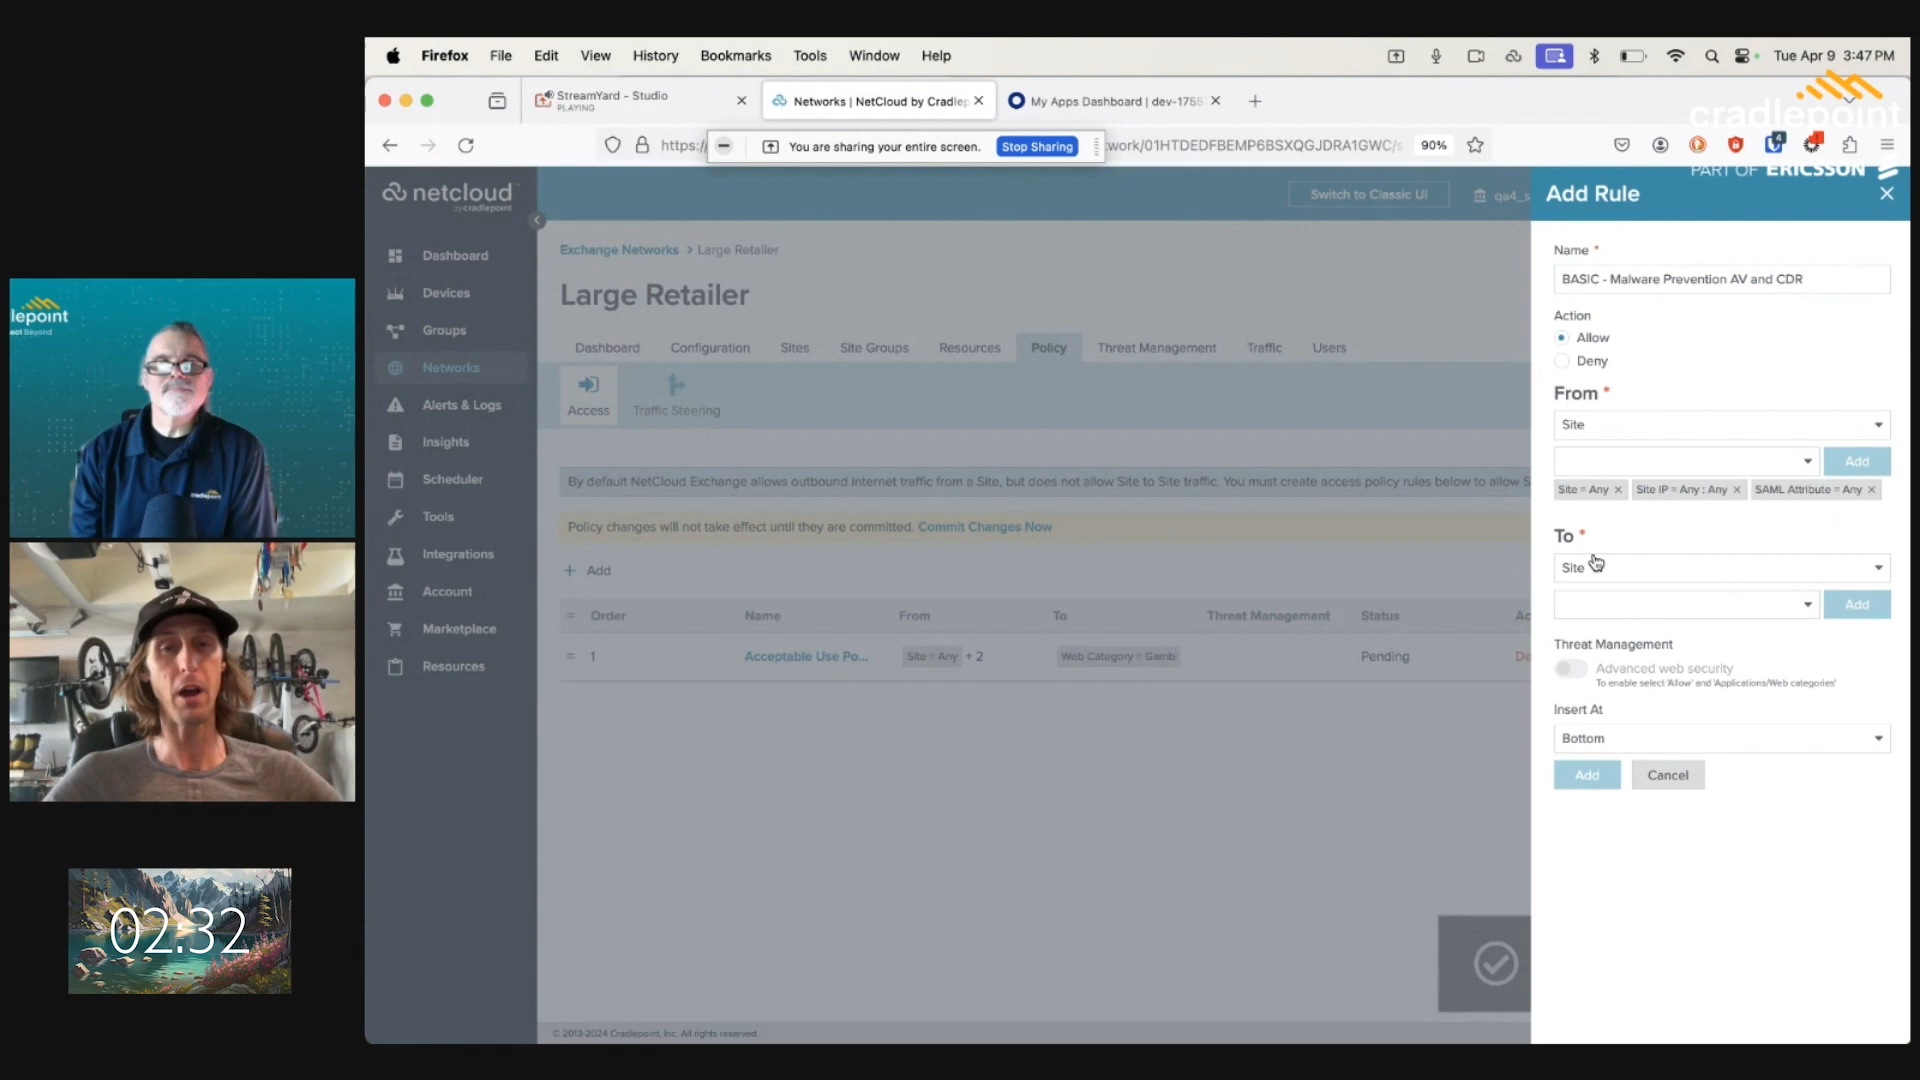 Firefox File Edit View History Bookmarks Tools Window Help
Tue Apr 9 3:47 PM
StreamYard - Studio
PLAYING
Networks | NetCloud by Cradlep
My Apps Dashboard | dev-1755
cradlepoint
PART OF ERICSSON
https:/
You are sharing your entire screen.
Stop Sharing
work/01HTDEDFBEMP6BSXQGJDRA1GWC/s
90%
4
netcloud
by cradlepoint
Switch to Classic UI
qa4_s
Dashboard
Devices
Groups
Networks
Alerts & Logs
Insights
Scheduler
Tools
Integrations
Account
Marketplace
Resources
Exchange Networks > Large Retailer
Large Retailer
Dashboard Configuration Sites Site Groups Resources Policy Threat Management Traffic Users
Access
Traffic Steering
By default NetCloud Exchange allows outbound internet traffic from a Site, but does not allow Site to Site traffic. You must create access policy rules below to allow S
Policy changes will not take effect until they are committed. Commit Changes Now
+ Add
Order Name From To Threat Management Status Ac
1 Acceptable Use Po... Site = Any + 2 Web Category = Gamb Pending De
© 2013-2024 Cradlepoint, Inc. All rights reserved.
Add Rule
Name *
BASIC - Malware Prevention AV and CDR
Action
Allow
Deny
From *
Site
Add
Site = Any Site IP = Any : Any SAML Attribute = Any
To *
Site
Add
Threat Management
Advanced web security
To enable select 'Allow' and 'Applications/Web categories'
Insert At
Bottom
Add Cancel
lepoint
ect Beyond
cradlepoint
02:32